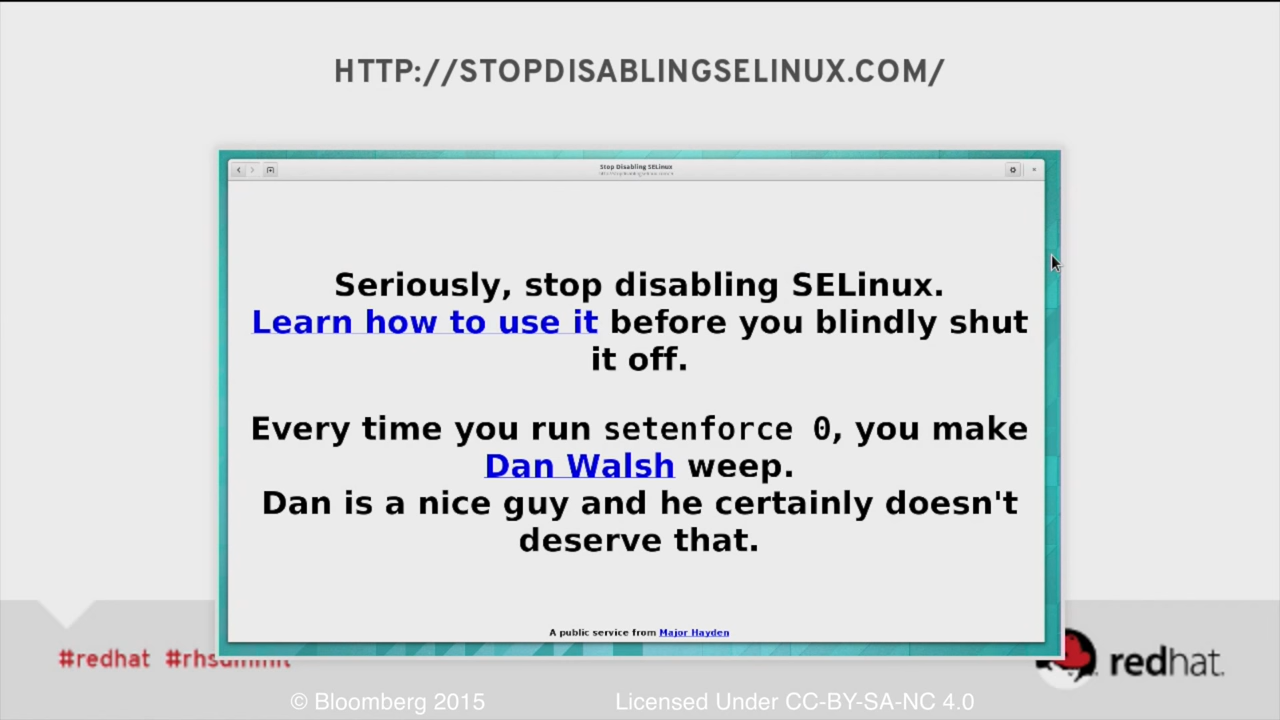 HTTP://STOPDISABLINGSELINUX.COM/
Stop Disabling SELinux
Seriously, stop disabling SELinux.
Learn how to use it before you blindly shut
it off.
Every time you run setenforce 0, you make
Dan Walsh weep.
Dan is a nice guy and he certainly doesn't
deserve that.
A public service from Major Hayden
#redhat #rhsummit
redhat.
© Bloomberg 2015 Licensed Under CC-BY-SA-NC 4.0